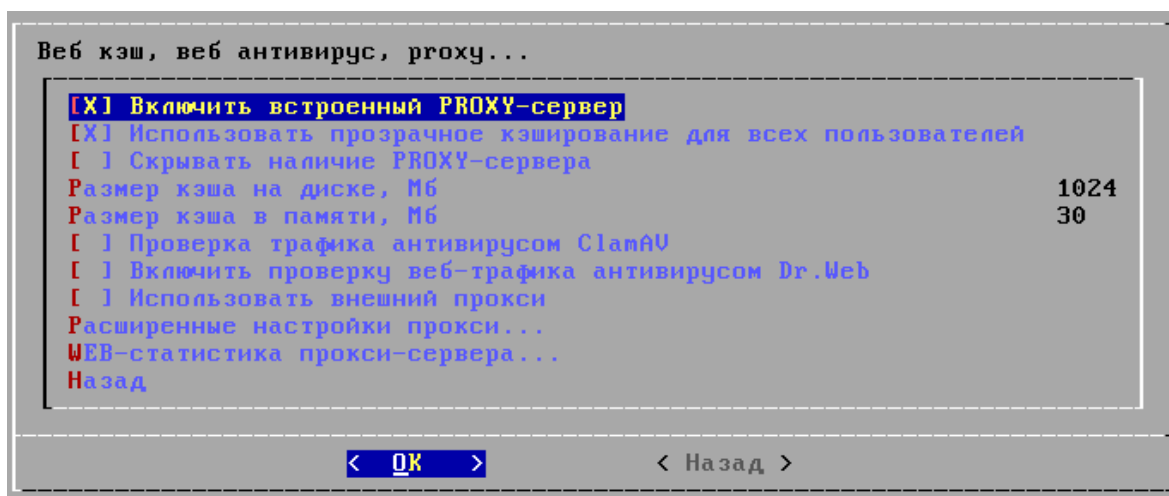 Веб кэш, веб антивирус, proxy...
[X] Включить встроенный PROXY-сервер
[X] Использовать прозрачное кэширование для всех пользователей
[ ] Скрывать наличие PROXY-сервера
Размер кэша на диске, Мб 1024
Размер кэша в памяти, Мб 30
[ ] Проверка трафика антивирусом ClamAV
[ ] Включить проверку веб-трафика антивирусом Dr.Web
[ ] Использовать внешний прокси
Расширенные настройки прокси...
WEB-статистика прокси-сервера...
Назад
< OK > < Назад >